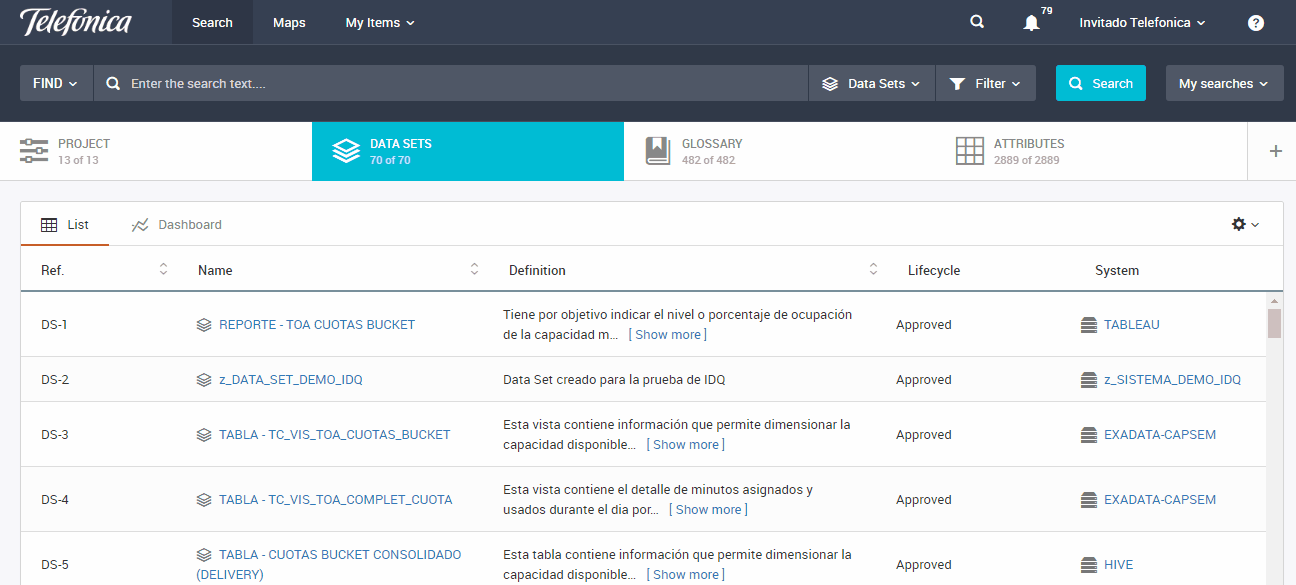 Telefonica
Search
Maps
My Items
79
Invitado Telefonica
?
FIND
Enter the search text....
Data Sets
Filter
Search
My searches
PROJECT
13 of 13
DATA SETS
70 of 70
GLOSSARY
482 of 482
ATTRIBUTES
2889 of 2889
+
List
Dashboard
Ref.
Name
Definition
Lifecycle
System
DS-1
REPORTE - TOA CUOTAS BUCKET
Tiene por objetivo indicar el nivel o porcentaje de ocupación
de la capacidad m... [ Show more ]
Approved
TABLEAU
DS-2
z_DATA_SET_DEMO_IDQ
Data Set creado para la prueba de IDQ
Approved
z_SISTEMA_DEMO_IDQ
DS-3
TABLA - TC_VIS_TOA_CUOTAS_BUCKET
Esta vista contiene información que permite dimensionar la
capacidad disponible... [ Show more ]
Approved
EXADATA-CAPSEM
DS-4
TABLA - TC_VIS_TOA_COMPLET_CUOTA
Esta vista contiene el detalle de minutos asignados y
usados durante el dia por... [ Show more ]
Approved
EXADATA-CAPSEM
DS-5
TABLA - CUOTAS BUCKET CONSOLIDADO
(DELIVERY)
Esta tabla contiene información que permite dimensionar la
capacidad disponible... [ Show more ]
Approved
HIVE